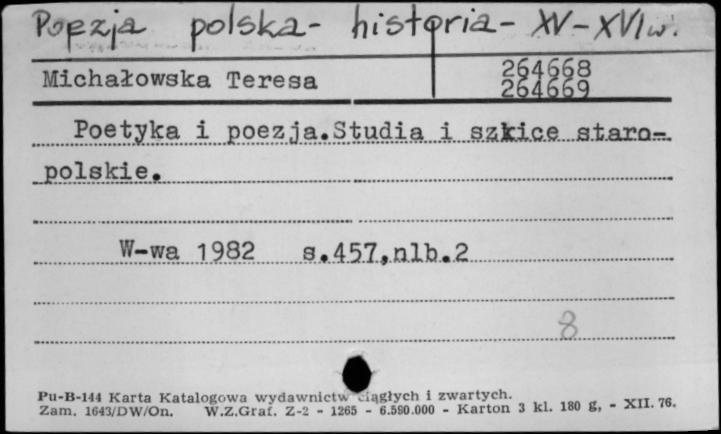 Poezja polska- historia- XV-XVIw.
Michałowska Teresa
264668
264669
Poetyka i poezja.Studia i szkice staro-
polskie.
W-wa 1982 s.457,nlb.2
8
Pu-B-144 Karta Katalogowa wydawnictw ciągłych i zwartych.
Zam. 1643/DW/On. W.Z.Graf. Z-2 - 1265 - 6.590.000 - Karton 3 kl. 180 g, - XII. 76.